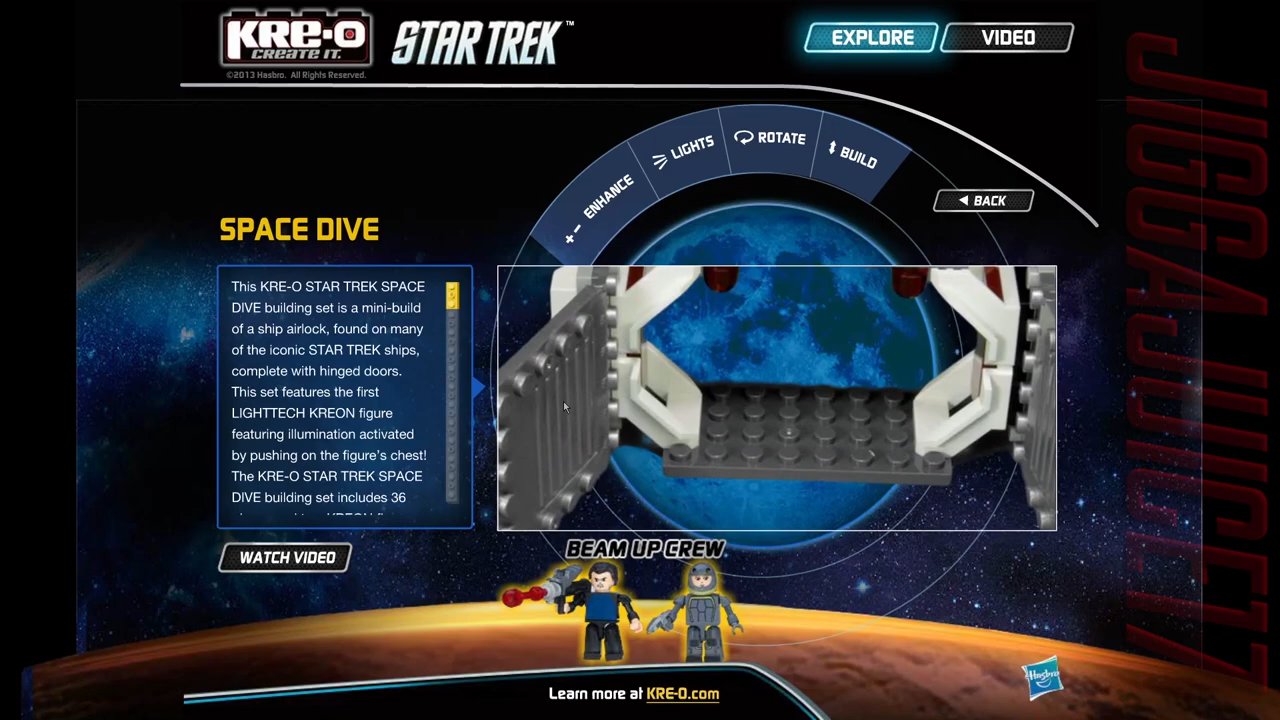 KRE-O
CREATE IT.
STAR TREK™
©2013 Hasbro. All Rights Reserved.
EXPLORE
VIDEO
+ - ENHANCE
LIGHTS
ROTATE
BUILD
BACK
SPACE DIVE
This KRE-O STAR TREK SPACE
DIVE building set is a mini-build
of a ship airlock, found on many
of the iconic STAR TREK ships,
complete with hinged doors.
This set features the first
LIGHTTECH KREON figure
featuring illumination activated
by pushing on the figure's chest!
The KRE-O STAR TREK SPACE
DIVE building set includes 36
WATCH VIDEO
BEAM UP CREW
Learn more at KRE-O.com
Hasbro
JIGGAJUICE17